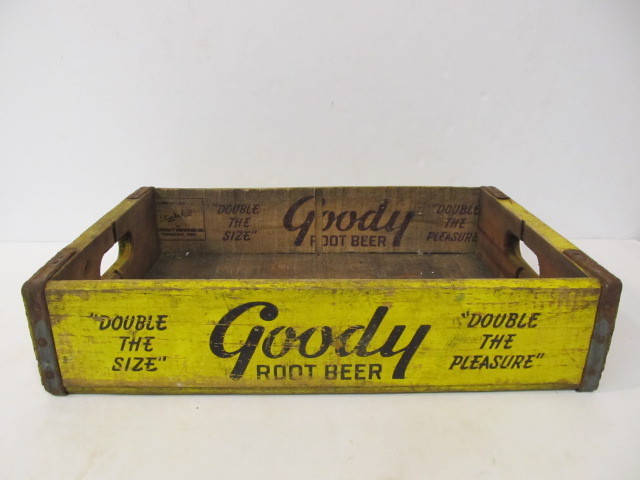 "DOUBLE
THE
SIZE"
Goody
ROOT BEER
"DOUBLE
THE
PLEASURE"
"DOUBLE
THE
SIZE"
Goody
ROOT BEER
"DOUBLE
THE
PLEASURE"